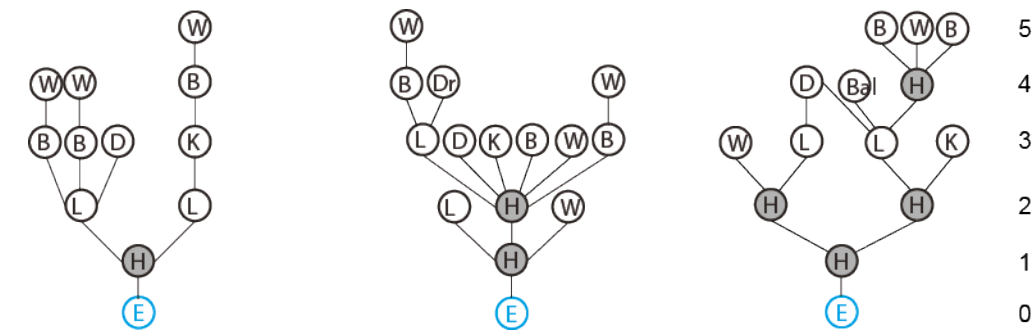 W W B W B 5
W W B B Dr W D Bal H 4
B B D K L D K B W B W L L K 3
L L L H W H H 2
H H H 1
E E E 0